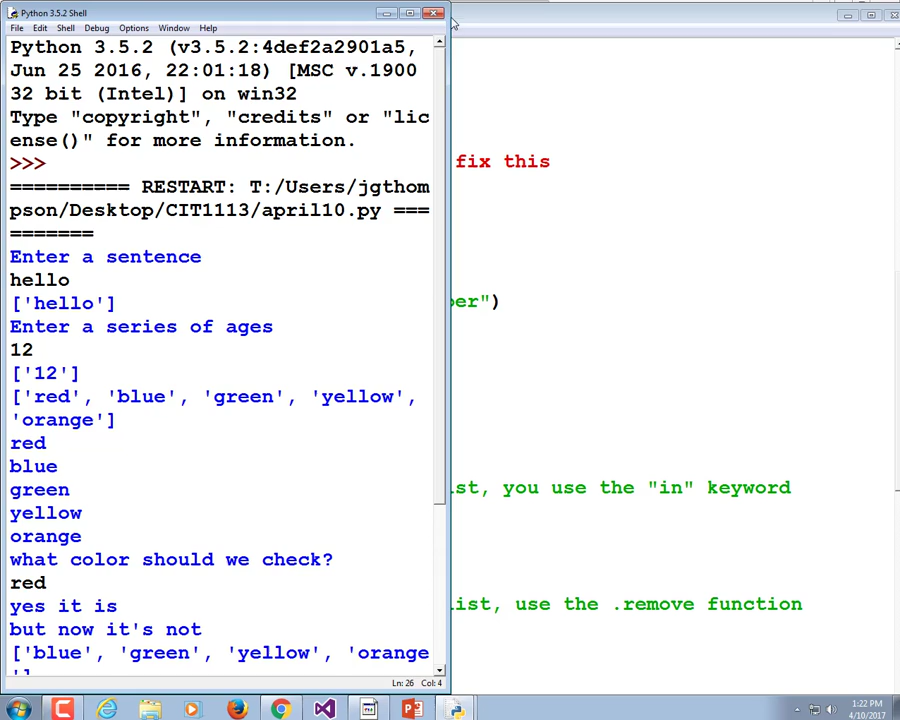 Python 3.5.2 Shell
File Edit Shell Debug Options Window Help
Python 3.5.2 (v3.5.2:4def2a2901a5,
Jun 25 2016, 22:01:18) [MSC v.1900
32 bit (Intel)] on win32
Type "copyright", "credits" or "lic
ense()" for more information.
>>>
========== RESTART: T:/Users/jgthom
pson/Desktop/CIT1113/april10.py ===
=======
Enter a sentence
hello
['hello']
Enter a series of ages
12
['12']
['red', 'blue', 'green', 'yellow',
'orange']
red
blue
green
yellow
orange
what color should we check?
red
yes it is
but now it's not
['blue', 'green', 'yellow', 'orange
Ln: 26 Col: 4
fix this
ber")
st, you use the "in" keyword
ist, use the .remove function
1:22 PM
4/10/2017